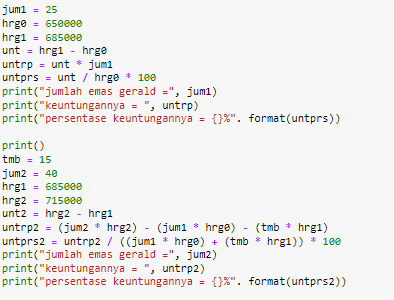 jum1 = 25
hrg0 = 650000
hrg1 = 685000
unt = hrg1 - hrg0
untrp = unt * jum1
untprs = unt / hrg0 * 100
print("jumlah emas gerald =", jum1)
print("keuntungannya = ", untrp)
print("persentase keuntungannya = {}%". format(untprs))
print()
tmb = 15
jum2 = 40
hrg1 = 685000
hrg2 = 715000
unt2 = hrg2 - hrg1
untrp2 = (jum2 * hrg2) - (jum1 * hrg0) - (tmb * hrg1)
untprs2 = untrp2 / ((jum1 * hrg0) + (tmb * hrg1)) * 100
print("jumlah emas gerald =", jum2)
print("keuntungannya = ", untrp2)
print("persentase keuntungannya = {}%". format(untprs2))